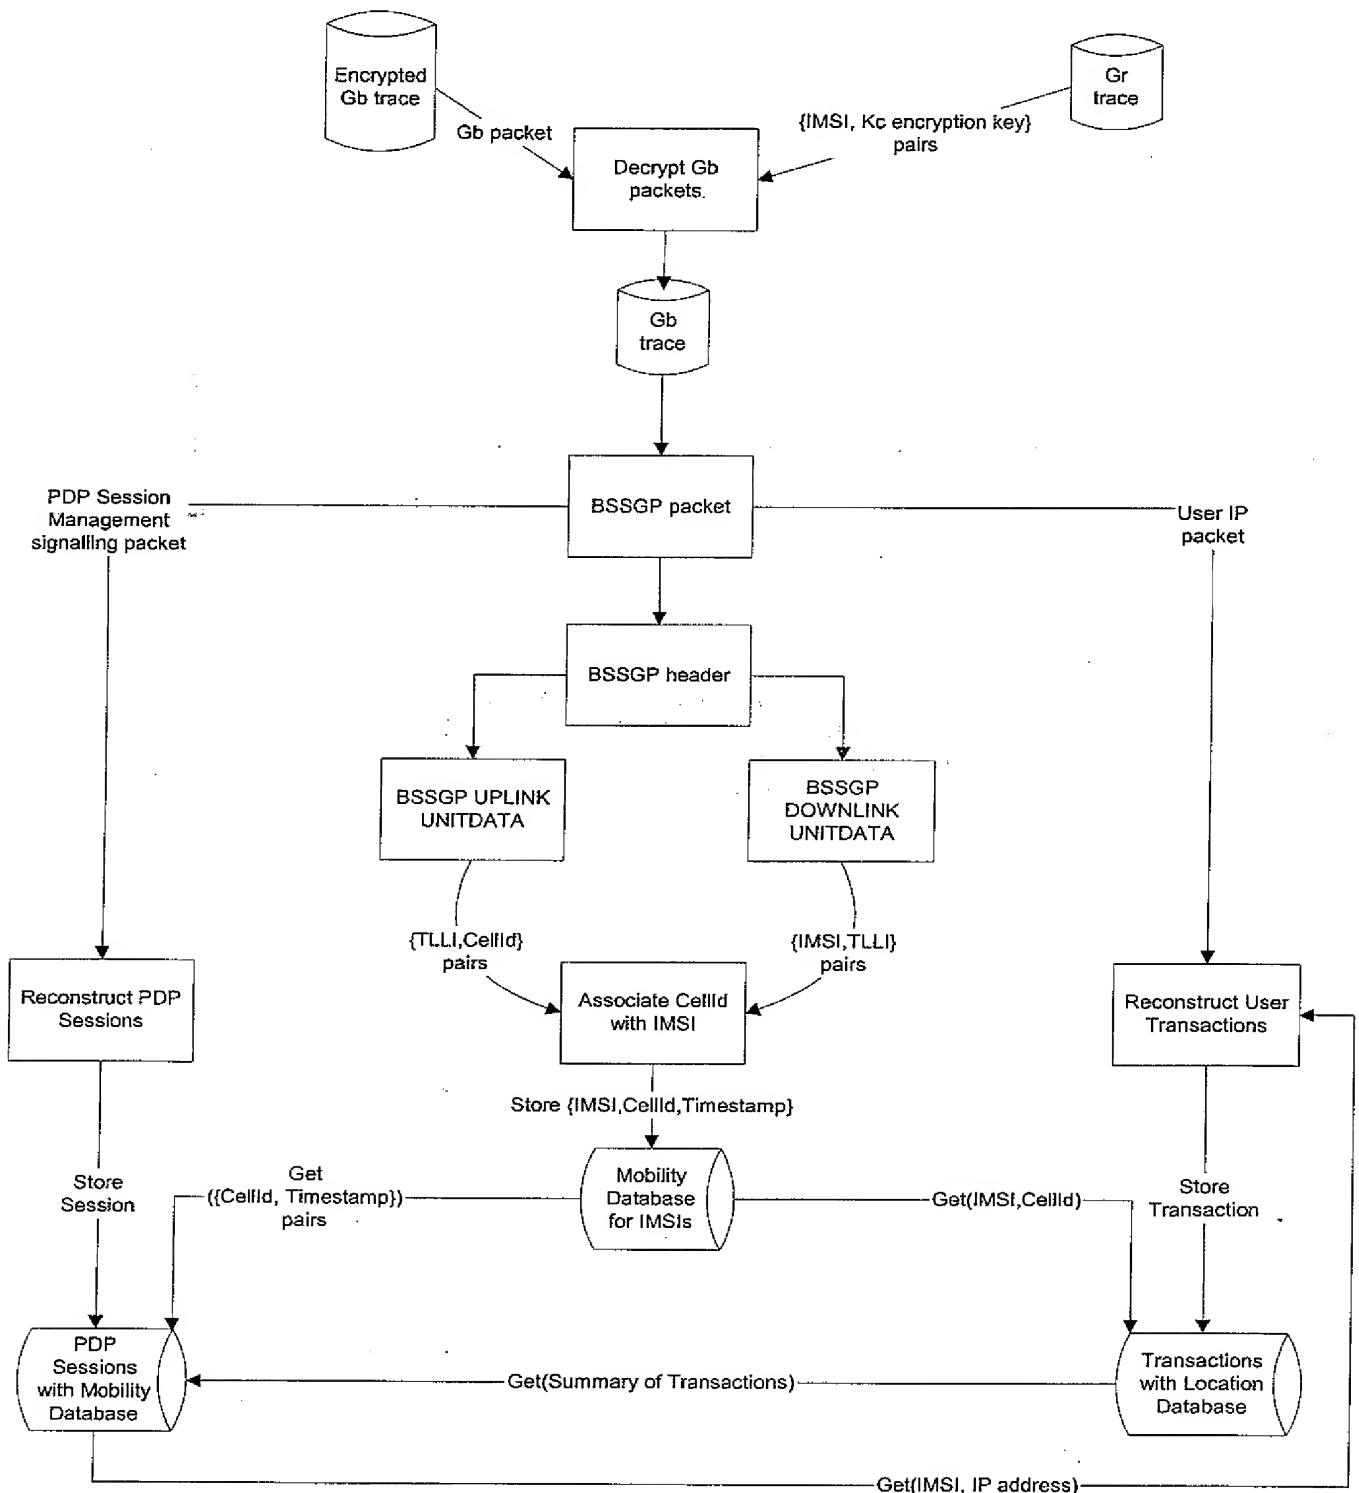 Encrypted
Gb trace
Gr
trace
Gb packet
{IMSI, Kc encryption key}
pairs
Decrypt Gb
packets.
Gb
trace
PDP Session
Management
signalling packet
BSSGP packet
User IP
packet
BSSGP header
BSSGP UPLINK
UNITDATA
BSSGP
DOWNLINK
UNITDATA
{TLLI,CellId}
pairs
{IMSI,TLLI}
pairs
Reconstruct PDP
Sessions
Associate CellId
with IMSI
Reconstruct User
Transactions
Store {IMSI,CellId,Timestamp}
Store
Session
Get
({CellId, Timestamp})
pairs
Mobility
Database
for IMSIs
Get(IMSI,CellId)
Store
Transaction
PDP
Sessions
with Mobility
Database
Get(Summary of Transactions)
Transactions
with Location
Database
Get(IMSI, IP address)